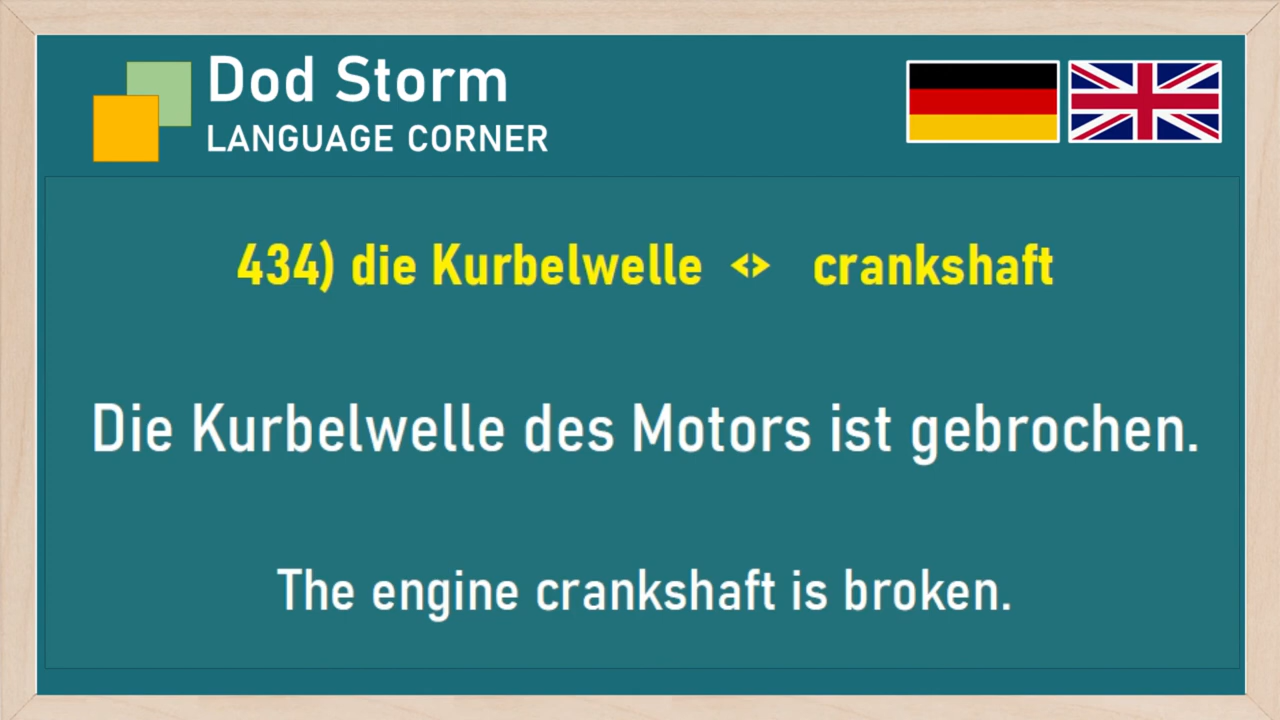 Dod Storm
LANGUAGE CORNER
434) die Kurbelwelle <> crankshaft
Die Kurbelwelle des Motors ist gebrochen.
The engine crankshaft is broken.